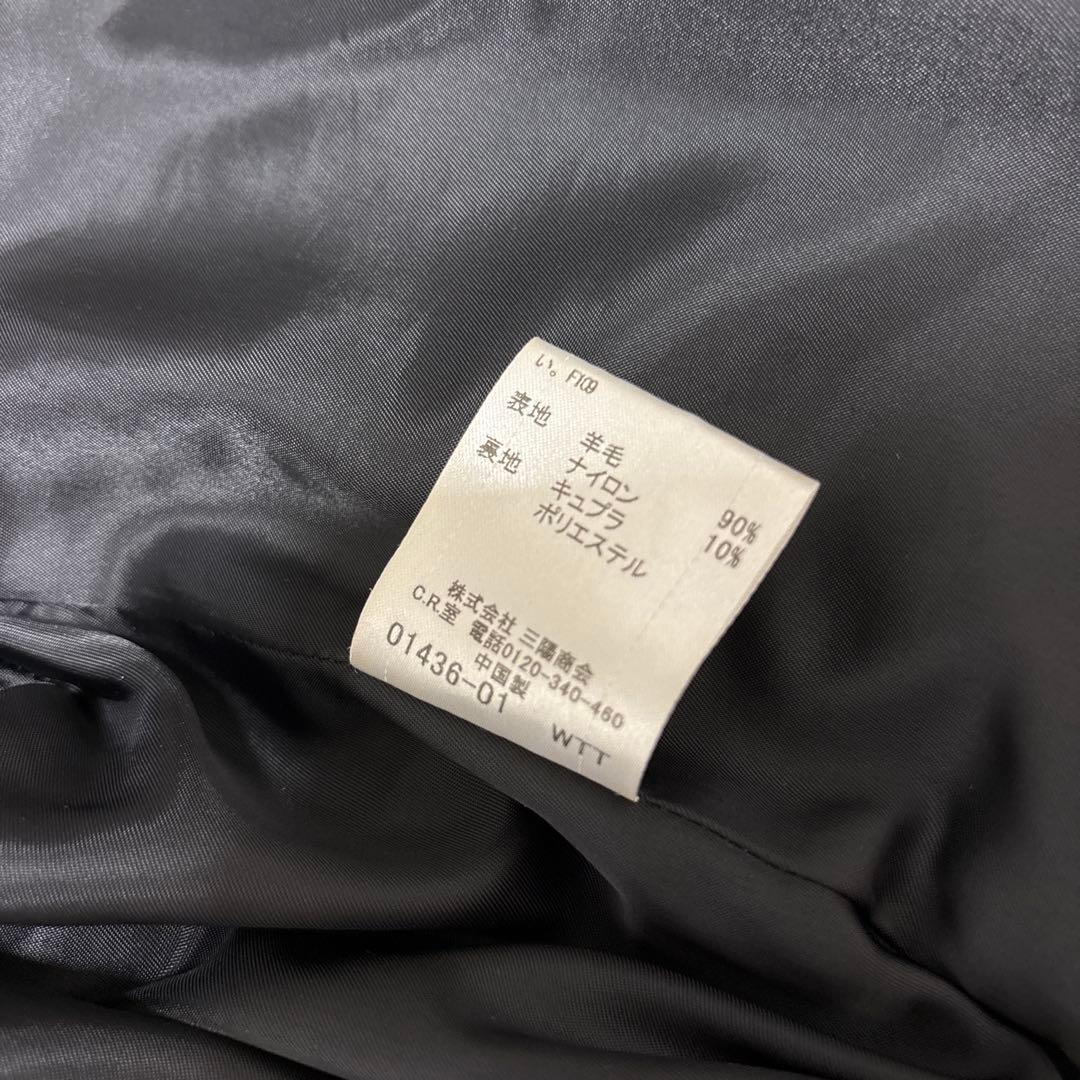 い。F109
表地 羊毛 90%
ナイロン 10%
裏地 キュプラ
ポリエステル
株式会社 三陽商会
C.R.室 電話0120-340-460
中国製
01436-01 WTT